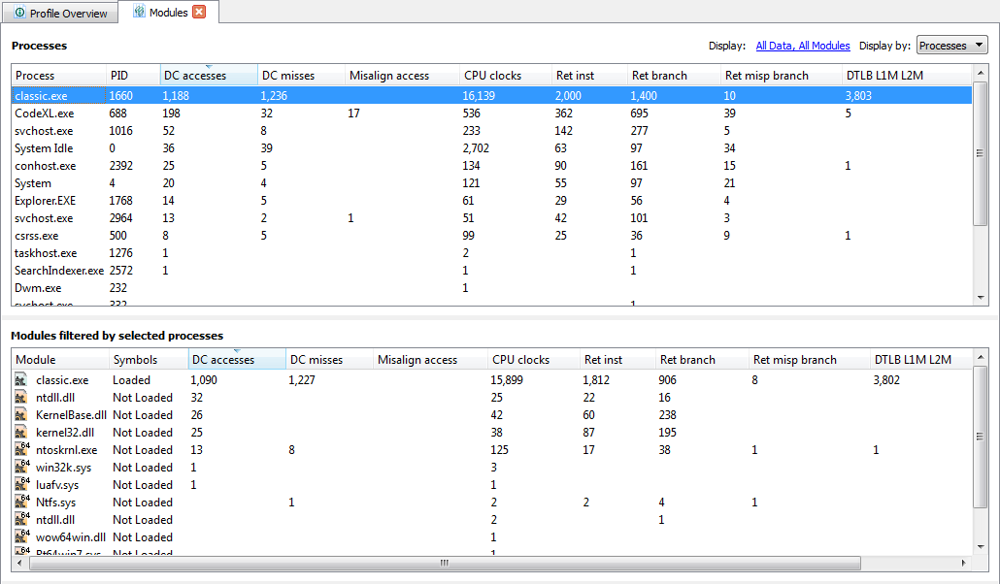 Profile Overview Modules
Processes Display: All Data, All Modules Display by: Processes
Process PID DC accesses DC misses Misalign access CPU clocks Ret inst Ret branch Ret misp branch DTLB L1M L2M
classic.exe 1660 1,188 1,236 16,139 2,000 1,400 10 3,803
CodeXL.exe 688 198 32 17 536 362 695 39 5
svchost.exe 1016 52 8 233 142 277 5
System Idle 0 36 39 2,702 63 97 34
conhost.exe 2392 25 5 134 90 161 15 1
System 4 20 4 121 55 97 21
Explorer.EXE 1768 14 5 61 29 56 4
svchost.exe 2964 13 2 1 51 42 101 3
csrss.exe 500 8 5 99 25 36 9 1
taskhost.exe 1276 1 2 1
SearchIndexer.exe 2572 1 1 1
Dwm.exe 232 1
svchost.exe 332 1
Modules filtered by selected processes
Module Symbols DC accesses DC misses Misalign access CPU clocks Ret inst Ret branch Ret misp branch DTLB L1M L2M
classic.exe Loaded 1,090 1,227 15,899 1,812 906 8 3,802
ntdll.dll Not Loaded 32 25 22 16
KernelBase.dll Not Loaded 26 42 60 238
kernel32.dll Not Loaded 25 38 87 195
64 ntoskrnl.exe Not Loaded 13 8 125 17 38 1 1
64 win32k.sys Not Loaded 1 3
64 luafv.sys Not Loaded 1 1
64 Ntfs.sys Not Loaded 1 2 2 4 1
64 ntdll.dll Not Loaded 2 1
64 wow64win.dll Not Loaded 1
64 Rt64win7.sys Not Loaded 1